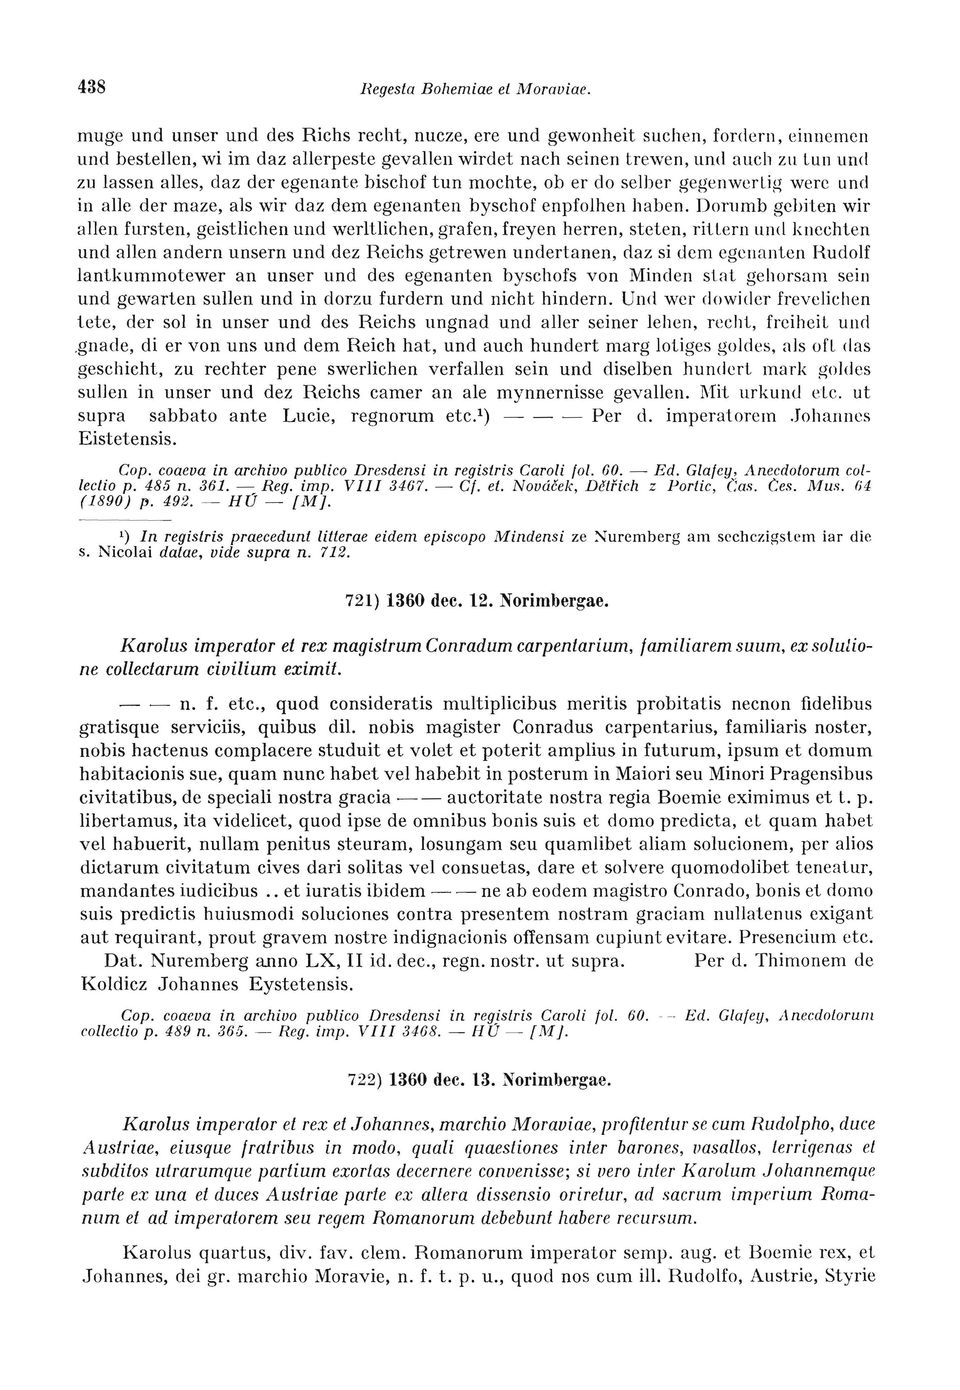 438
Regesta Bohemiae et Moraviae.
muge und unser und des Richs recht, nucze, ere und gewonheit suchen, fordern, einnemen
und bestellen, wi im daz allerpeste gevallen wirdet nach seinen trewen, und auch zu tun und
zu lassen alles, daz der egenante bischof tun mochte, ob er do selber gegenwertig were und
in alle der maze, als wir daz dem egenanten byschof enpfolhen haben. Dorumb gebiten wir
allen fursten, geistlichen und werltlichen, grafen, freyen herren, steten, rittern und knechten
und allen andern unsern und dez Reichs getrewen undertanen, daz si dem egenanten Rudolf
lantkummotewer an unser und des egenanten byschofs von Minden stat gehorsam sein
und gewarten sullen und in dorzu furdern und nicht hindern. Und wer dowider frevelichen
tete, der sol in unser und des Reichs ungnad und aller seiner lehen, recht, freiheit und
gnade, di er von uns und dem Reich hat, und auch hundert marg lotiges goldes, als oft das
geschicht, zu rechter pene swerlichen verfallen sein und diselben hundert mark goldes
sullen in unser und dez Reichs camer an ale mynnernisse gevallen. Mit urkund etc. ut
supra sabbato ante Lucie, regnorum etc.¹) — — — Per d. imperatorem Johannes
Eistetensis.
Cop. coaeva in archivo publico Dresdensi in registris Caroli fol. 60. — Ed. Glafey, Anecdotorum col-
lectio p. 485 n. 361. — Reg. imp. VIII 3467. — Cf. et. Nováček, Dětřich z Portic, Čas. Čes. Mus. 64
(1890) p. 492. — HÚ — [M].
¹) In registris praecedunt litterae eidem episcopo Mindensi ze Nuremberg am sechczigstem iar die
s. Nicolai datae, vide supra n. 712.
721) 1360 dec. 12. Norimbergae.
Karolus imperator et rex magistrum Conradum carpentarium, familiarem suum, ex solutio-
ne collectarum civilium eximit.
— — n. f. etc., quod consideratis multiplicibus meritis probitatis necnon fidelibus
gratisque serviciis, quibus dil. nobis magister Conradus carpentarius, familiaris noster,
nobis hactenus complacere studuit et volet et poterit amplius in futurum, ipsum et domum
habitacionis sue, quam nunc habet vel habebit in posterum in Maiori seu Minori Pragensibus
civitatibus, de speciali nostra gracia — — auctoritate nostra regia Boemie eximimus et t. p.
libertamus, ita videlicet, quod ipse de omnibus bonis suis et domo predicta, et quam habet
vel habuerit, nullam penitus steuram, losungam seu quamlibet aliam solucionem, per alios
dictarum civitatum cives dari solitas vel consuetas, dare et solvere quomodolibet teneatur,
mandantes iudicibus .. et iuratis ibidem — — ne ab eodem magistro Conrado, bonis et domo
suis predictis huiusmodi soluciones contra presentem nostram graciam nullatenus exigant
aut requirant, prout gravem nostre indignacionis offensam cupiunt evitare. Presencium etc.
Dat. Nuremberg anno LX, II id. dec., regn. nostr. ut supra. Per d. Thimonem de
Koldicz Johannes Eystetensis.
Cop. coaeva in archivo publico Dresdensi in registris Caroli fol. 60. — Ed. Glafey, Anecdotorum
collectio p. 489 n. 365. — Reg. imp. VIII 3468. — HÚ — [M].
722) 1360 dec. 13. Norimbergae.
Karolus imperator et rex et Johannes, marchio Moraviae, profitentur se cum Rudolpho, duce
Austriae, eiusque fratribus in modo, quali quaestiones inter barones, vasallos, terrigenas et
subditos utrarumque partium exortas decernere convenisse; si vero inter Karolum Johannemque
parte ex una et duces Austriae parte ex altera dissensio oriretur, ad sacrum imperium Roma-
num et ad imperatorem seu regem Romanorum debebunt habere recursum.
Karolus quartus, div. fav. clem. Romanorum imperator semp. aug. et Boemie rex, et
Johannes, dei gr. marchio Moravie, n. f. t. p. u., quod nos cum ill. Rudolfo, Austrie, Styrie